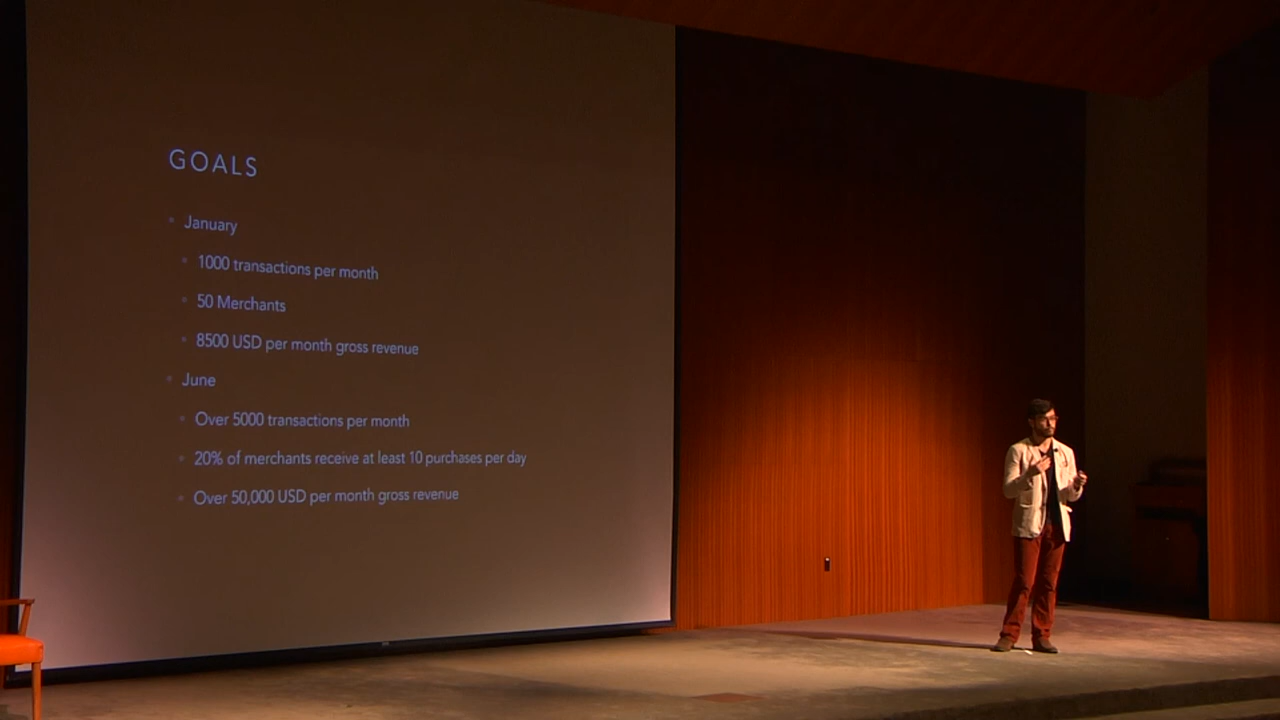 GOALS
January
1000 transactions per month
50 Merchants
8500 USD per month gross revenue
June
Over 5000 transactions per month
20% of merchants receive at least 10 purchases per day
Over 50,000 USD per month gross revenue